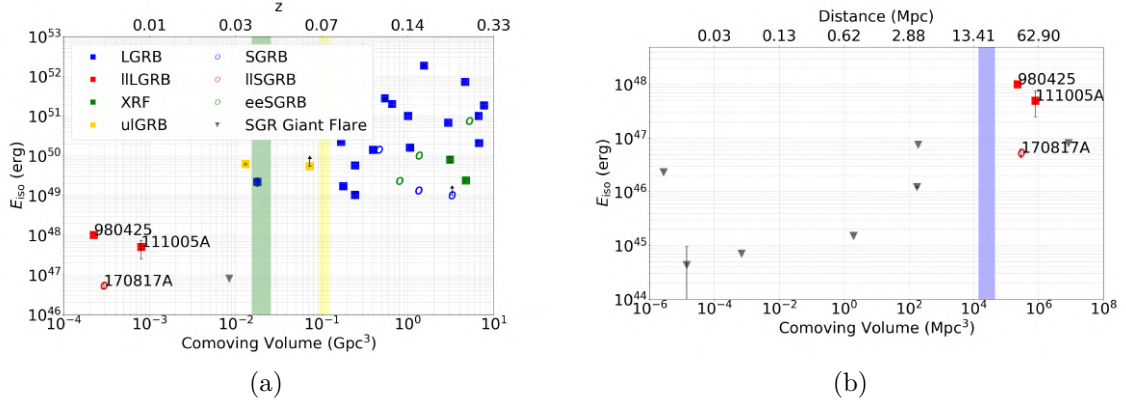 z
0.01 0.03 0.07 0.14 0.33
10^53
10^52
10^51
10^50
10^49
10^48
10^47
10^46
E_iso (erg)
LGRB SGRB
llLGRB llSGRB
XRF eeSGRB
ulGRB SGR Giant Flare
980425
111005A
170817A
10^-4 10^-3 10^-2 10^-1 10^0 10^1
Comoving Volume (Gpc^3)
(a)
Distance (Mpc)
0.03 0.13 0.62 2.88 13.41 62.90
10^48
10^47
10^46
10^45
10^44
E_iso (erg)
980425
111005A
170817A
10^-6 10^-4 10^-2 10^0 10^2 10^4 10^6 10^8
Comoving Volume (Mpc^3)
(b)